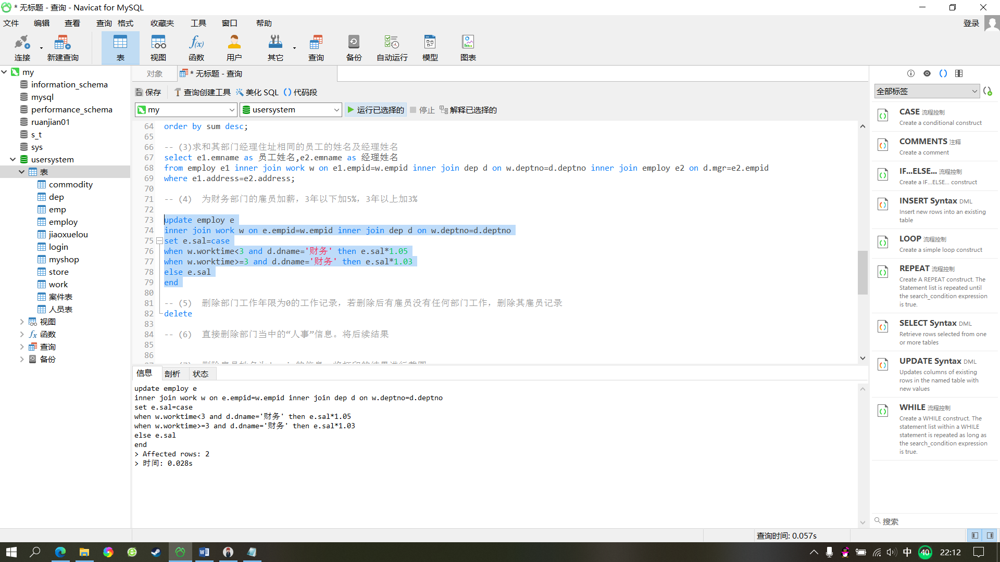 * 无标题 - 查询 - Navicat for MySQL
文件 编辑 查看 查询 格式 收藏夹 工具 窗口 帮助 登录
连接 新建查询 表 视图 函数 用户 其它 查询 备份 自动运行 模型 图表
my
information_schema
mysql
performance_schema
ruanjian01
s_t
sys
usersystem
表
commodity
dep
emp
employ
jiaoxuelou
login
myshop
store
work
案件表
人员表
视图
函数
查询
备份
对象 * 无标题 - 查询
保存 查询创建工具 美化 SQL 代码段
my usersystem 运行已选择的 停止 解释已选择的
64 order by sum desc;
65
66 -- (3)求和其部门经理住址相同的员工的姓名及经理姓名
67 select e1.emname as 员工姓名,e2.emname as 经理姓名
68 from employ e1 inner join work w on e1.empid=w.empid inner join dep d on w.deptno=d.deptno inner join employ e2 on d.mgr=e2.empid
69 where e1.address=e2.address;
70
71 -- (4) 为财务部门的雇员加薪，3年以下加5%，3年以上加3%
72
73 update employ e
74 inner join work w on e.empid=w.empid inner join dep d on w.deptno=d.deptno
75 set e.sal=case
76 when w.worktime<3 and d.dname='财务' then e.sal*1.05
77 when w.worktime>=3 and d.dname='财务' then e.sal*1.03
78 else e.sal
79 end
80
81 -- (5) 删除部门工作年限为0的工作记录，若删除后有雇员没有任何部门工作，删除其雇员记录
82 delete
83
84 -- (6) 直接删除部门当中的“人事”信息。将后续结果
85
86
信息 剖析 状态
update employ e
inner join work w on e.empid=w.empid inner join dep d on w.deptno=d.deptno
set e.sal=case
when w.worktime<3 and d.dname='财务' then e.sal*1.05
when w.worktime>=3 and d.dname='财务' then e.sal*1.03
else e.sal
end
> Affected rows: 2
> 时间: 0.028s
全部标签
CASE 流程控制
Create a conditional construct
COMMENTS 注释
Create a comment
IF...ELSE... 流程控制
Create a IF...ELSE... construct
INSERT Syntax DML
Insert new rows into an existing
table
LOOP 流程控制
Create a simple loop construct
REPEAT 流程控制
Create A REPEAT construct. The
Statement list is repeated until
the search_condition expression
is true.
SELECT Syntax DML
Retrieve rows selected from one
or more tables
UPDATE Syntax DML
Updates columns of existing
rows in the named table with
new values
WHILE 流程控制
Create a WHILE construct. The
statement list within a WHILE
statement is repeated as long as
the search_condition expression
is true.
搜索
查询时间: 0.057s
中 40 22:12